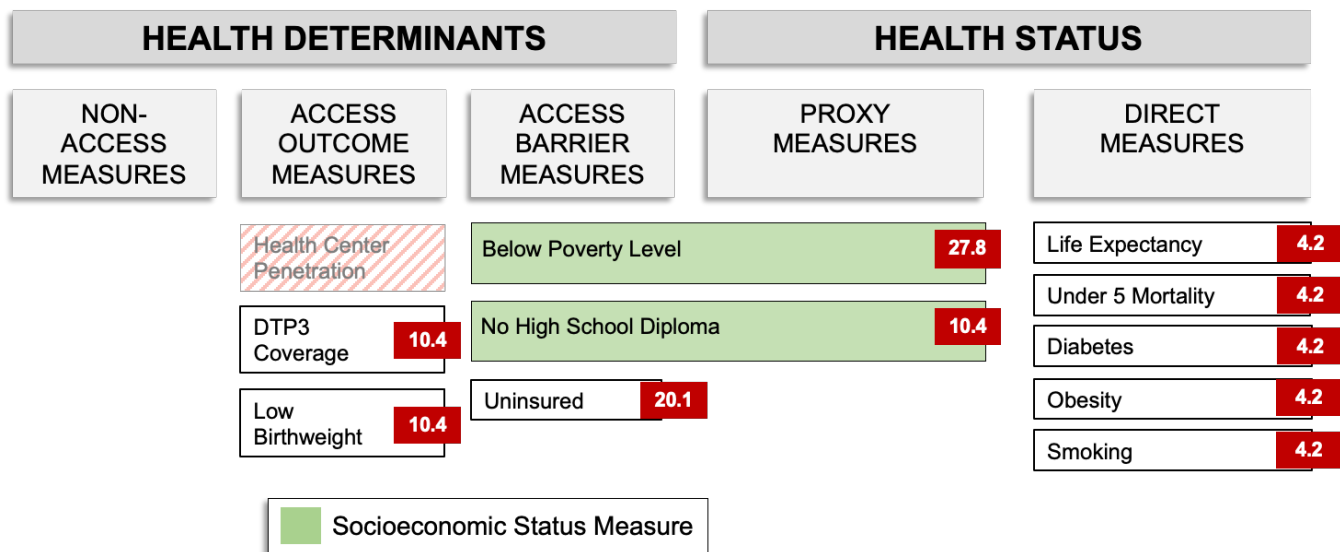 HEALTH DETERMINANTS
HEALTH STATUS
NON-
ACCESS
MEASURES
ACCESS
OUTCOME
MEASURES
ACCESS
BARRIER
MEASURES
PROXY
MEASURES
DIRECT
MEASURES
Health Center
Penetration
DTP3
Coverage
10.4
Low
Birthweight
10.4
Below Poverty Level
27.8
No High School Diploma
10.4
Uninsured
20.1
Life Expectancy
4.2
Under 5 Mortality
4.2
Diabetes
4.2
Obesity
4.2
Smoking
4.2
Socioeconomic Status Measure